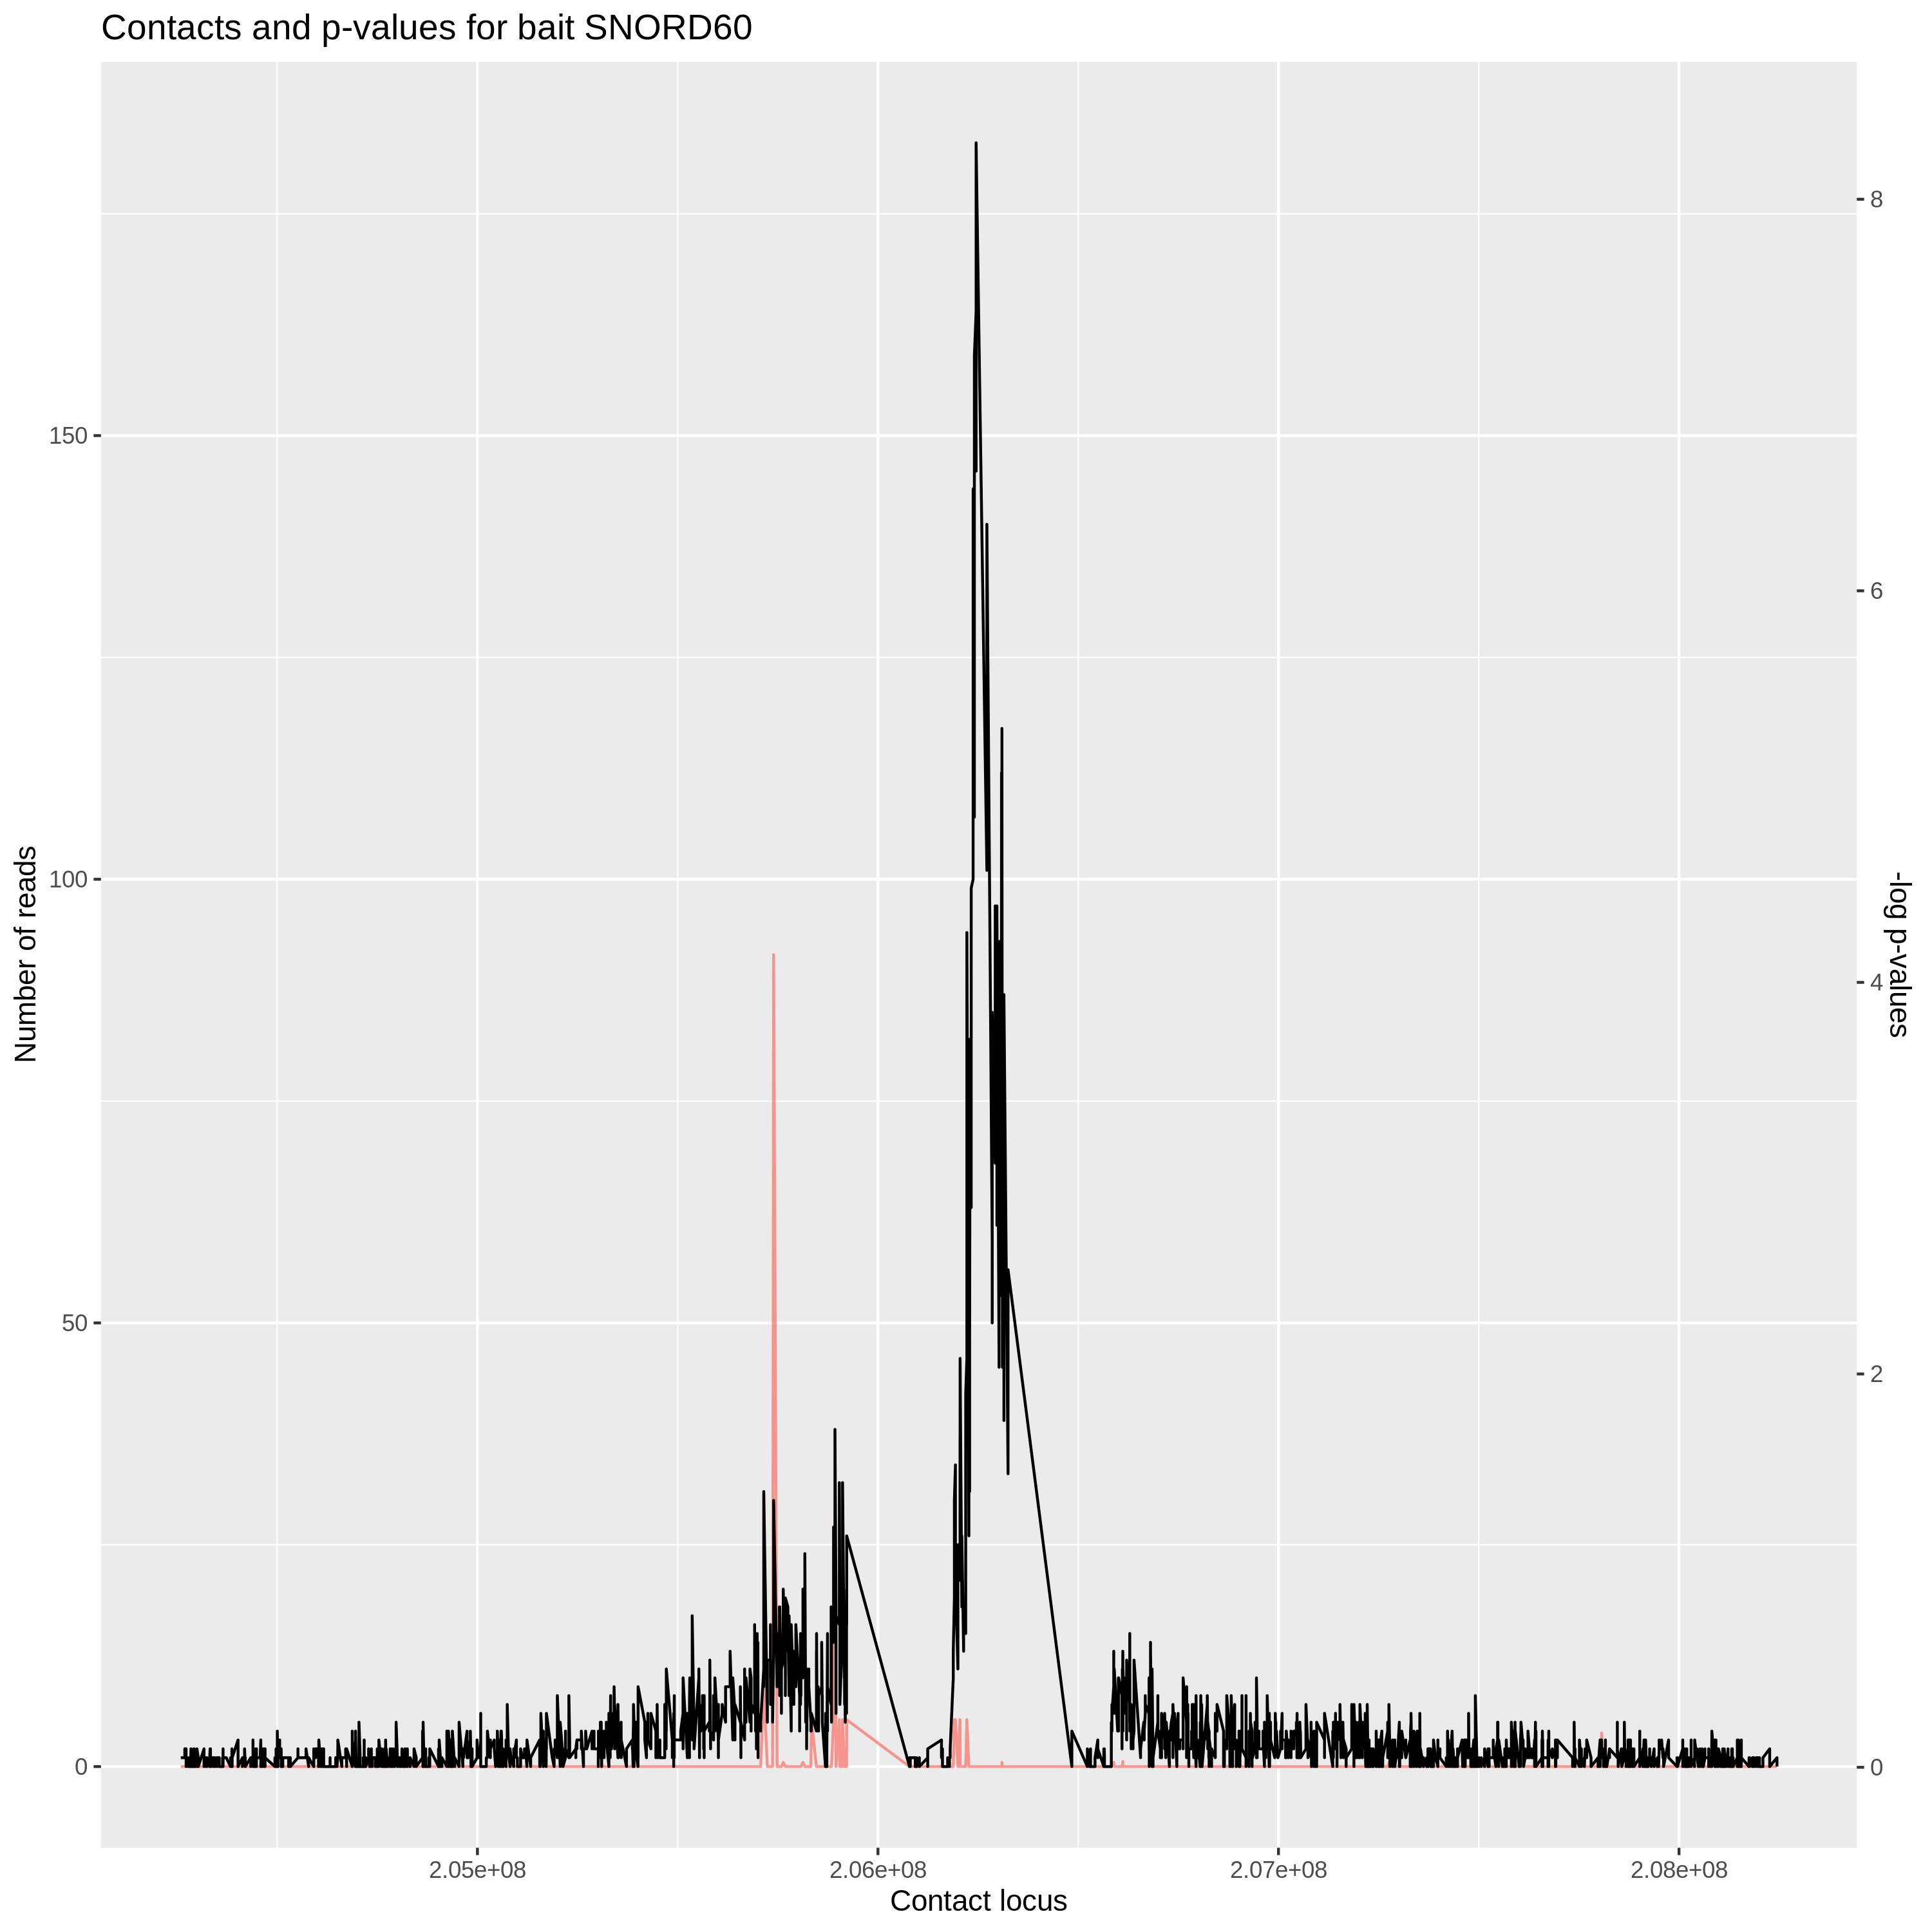 Contacts and p-values for bait SNORD60
150
100
50
0
Number of reads
8
6
4
2
0
-log p-values
2.05e+08 2.06e+08 2.07e+08 2.08e+08
Contact locus